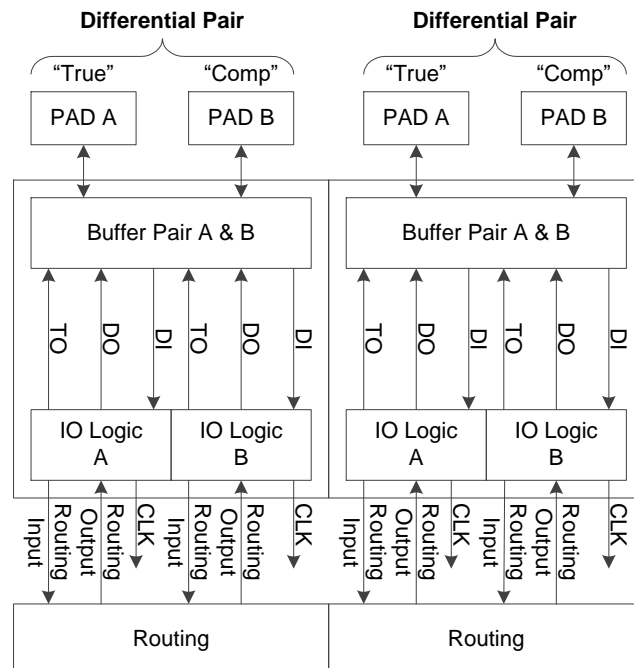 Differential Pair Differential Pair
“True” “Comp” “True” “Comp”
PAD A PAD B PAD A PAD B
Buffer Pair A & B Buffer Pair A & B
TO DO DI TO DO DI TO DO DI TO DO DI
IO Logic A IO Logic B IO Logic A IO Logic B
Routing Input Routing Output CLK Routing Input Routing Output CLK Routing Input Routing Output CLK Routing Input Routing Output CLK
Routing Routing